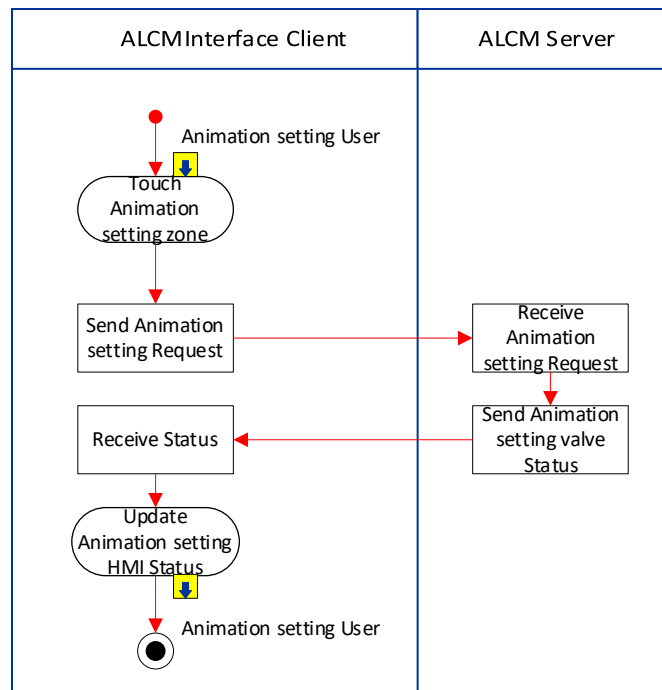 ALCMInterface Client
ALCM Server
Animation setting User
Touch
Animation
setting zone
Send Animation
setting Request
Receive
Animation
setting Request
Send Animation
setting valve
Status
Receive Status
Update
Animation setting
HMI Status
Animation setting User